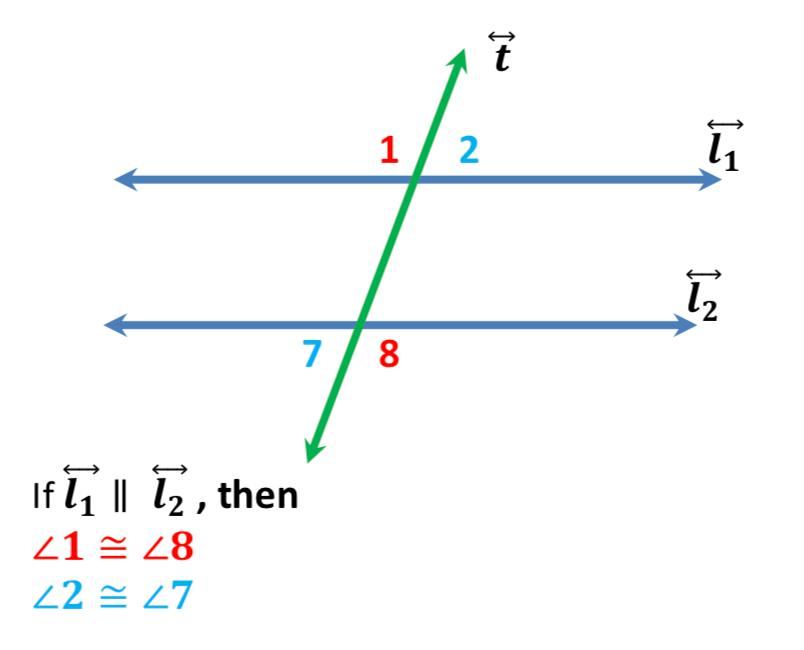 t
1 2
l₁
l₂
7 8
If l₁ ∥ l₂ , then
∠1 ≅ ∠8
∠2 ≅ ∠7